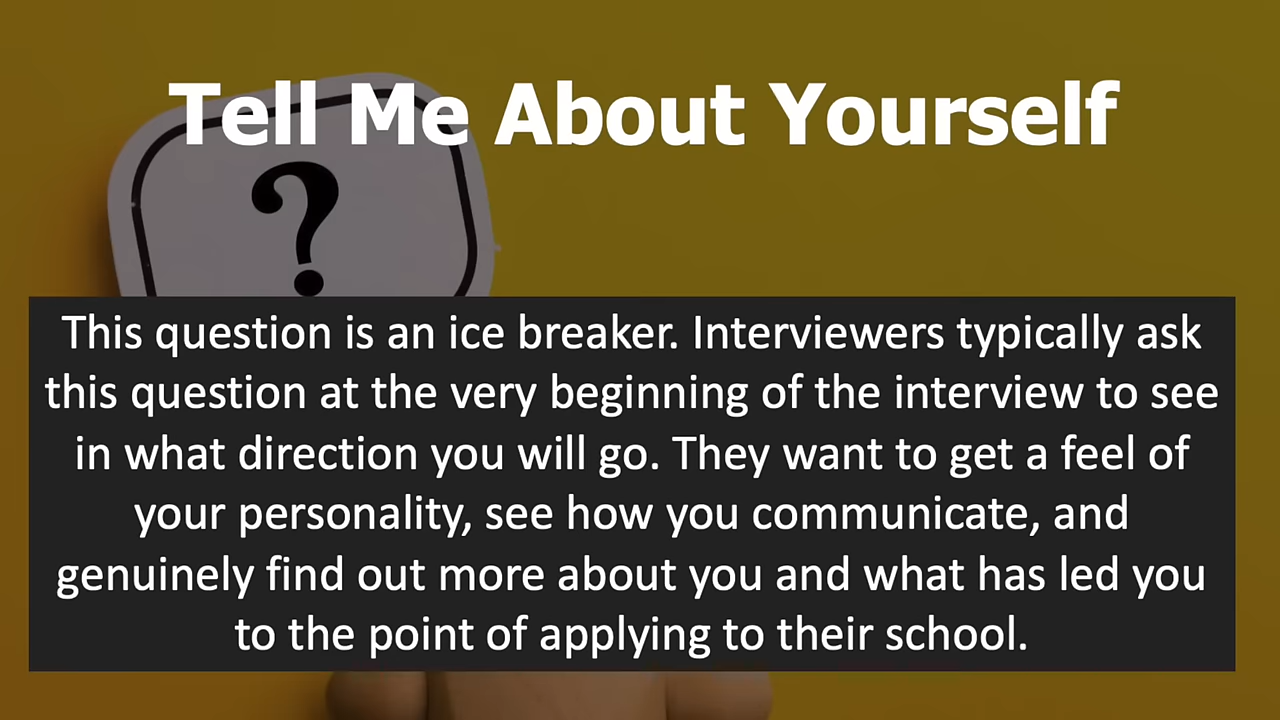 Tell Me About Yourself
?
This question is an ice breaker. Interviewers typically ask
this question at the very beginning of the interview to see
in what direction you will go. They want to get a feel of
your personality, see how you communicate, and
genuinely find out more about you and what has led you
to the point of applying to their school.